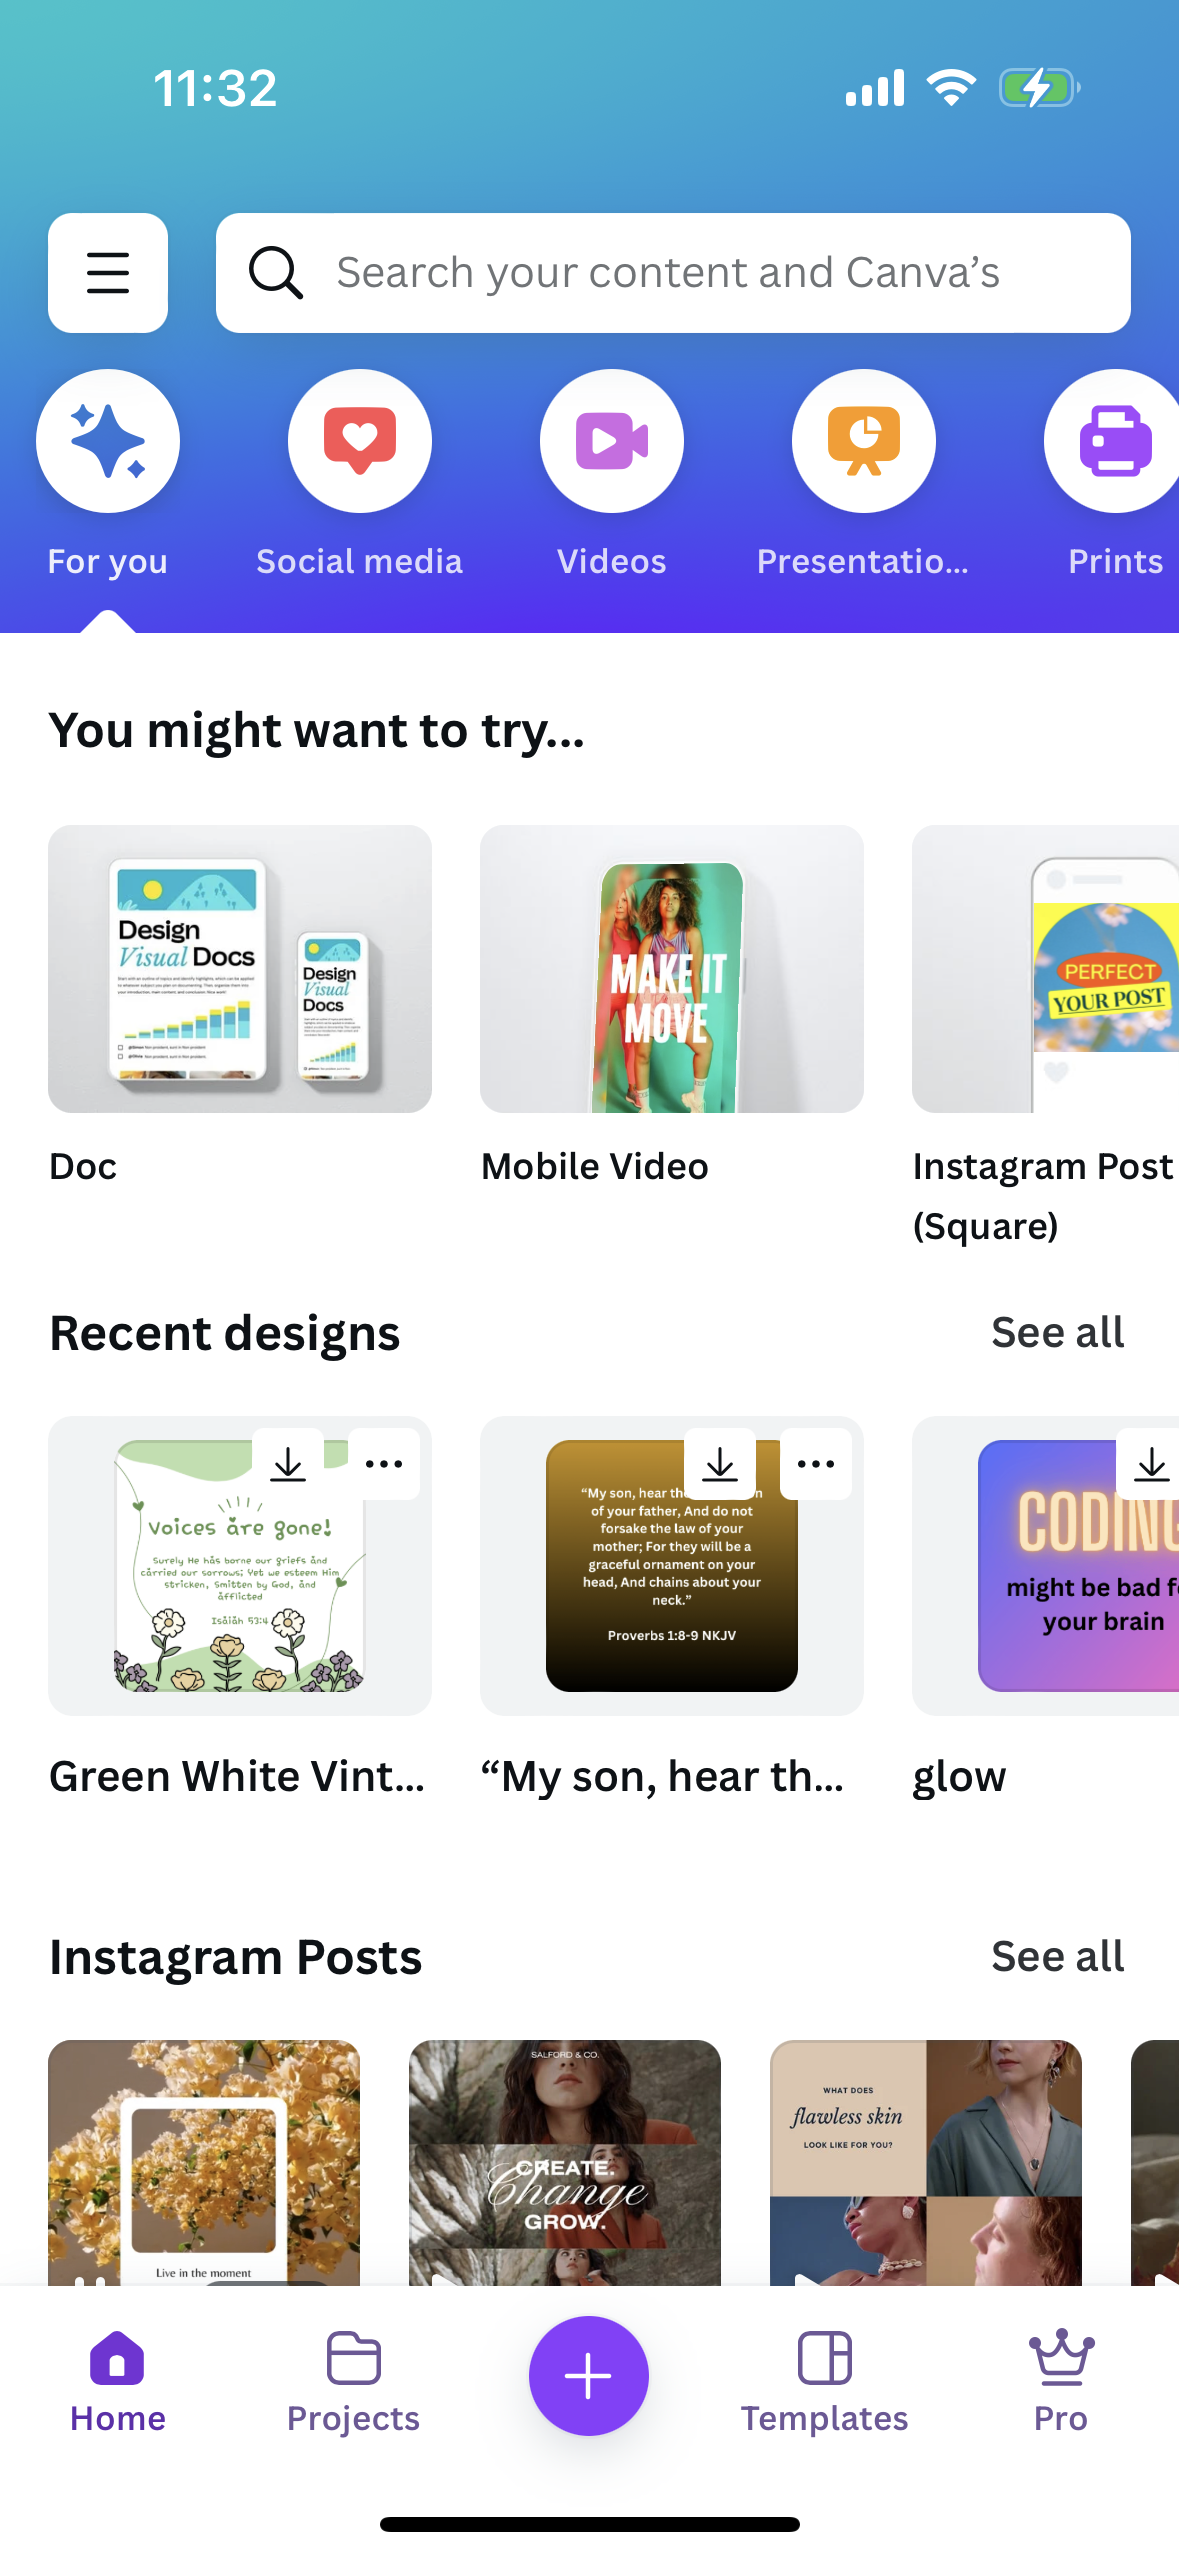 11:32
Search your content and Canva’s
For you
Social media
Videos
Presentatio...
Prints
You might want to try...
Design
Visual Docs
Design
Visual
Docs
MAKE IT
MOVE
PERFECT
YOUR POST
Doc
Mobile Video
Instagram Post
(Square)
Recent designs
See all
Voices are gone!
Surely He has borne our griefs and
carried our sorrows; Yet we esteem Him
stricken, Smitten by God, and
afflicted
Isaiah 53:4
“My son, hear the
of your father, And do not
forsake the law of your
mother; For they will be a
graceful ornament on your
head, And chains about your
neck.”
Proverbs 1:8-9 NKJV
CODING
might be bad f
your brain
Green White Vint...
“My son, hear th...
glow
Instagram Posts
See all
Live in the moment
SALFORD & CO.
CREATE.
Change
GROW.
WHAT DOES
flawless skin
LOOK LIKE FOR YOU?
Home
Projects
Templates
Pro